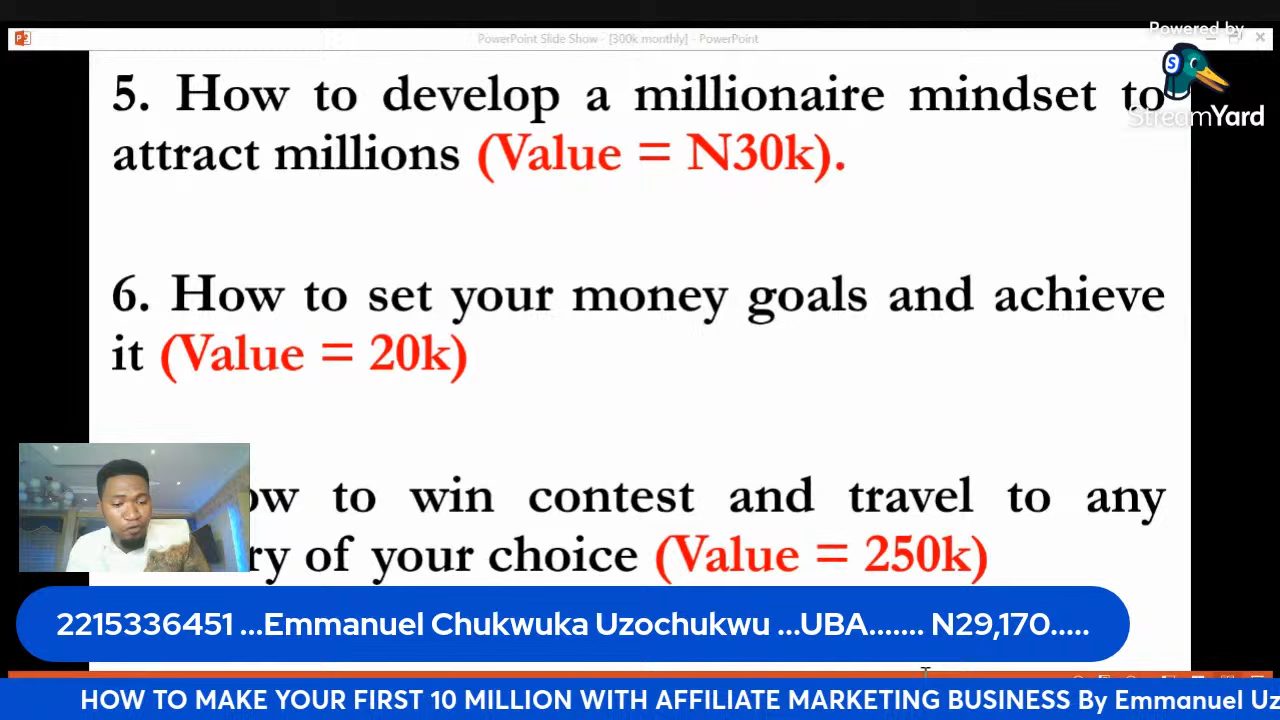 Powered by
PowerPoint Slide Show - [300k monthly] - PowerPoint
StreamYard
5. How to develop a millionaire mindset to
attract millions (Value = N30k).
6. How to set your money goals and achieve
it (Value = 20k)
ow to win contest and travel to any
ry of your choice (Value = 250k)
2215336451 ...Emmanuel Chukwuka Uzochukwu ...UBA....... N29,170.....
HOW TO MAKE YOUR FIRST 10 MILLION WITH AFFILIATE MARKETING BUSINESS By Emmanuel Uz